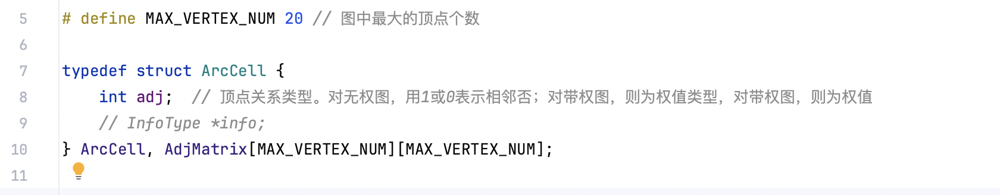 5 # define MAX_VERTEX_NUM 20 // 图中最大的顶点个数
6
7 typedef struct ArcCell {
8     int adj;  // 顶点关系类型。对无权图，用1或0表示相邻否；对带权图，则为权值类型，对带权图，则为权值
9     // InfoType *info;
10 } ArcCell, AdjMatrix[MAX_VERTEX_NUM][MAX_VERTEX_NUM];
11